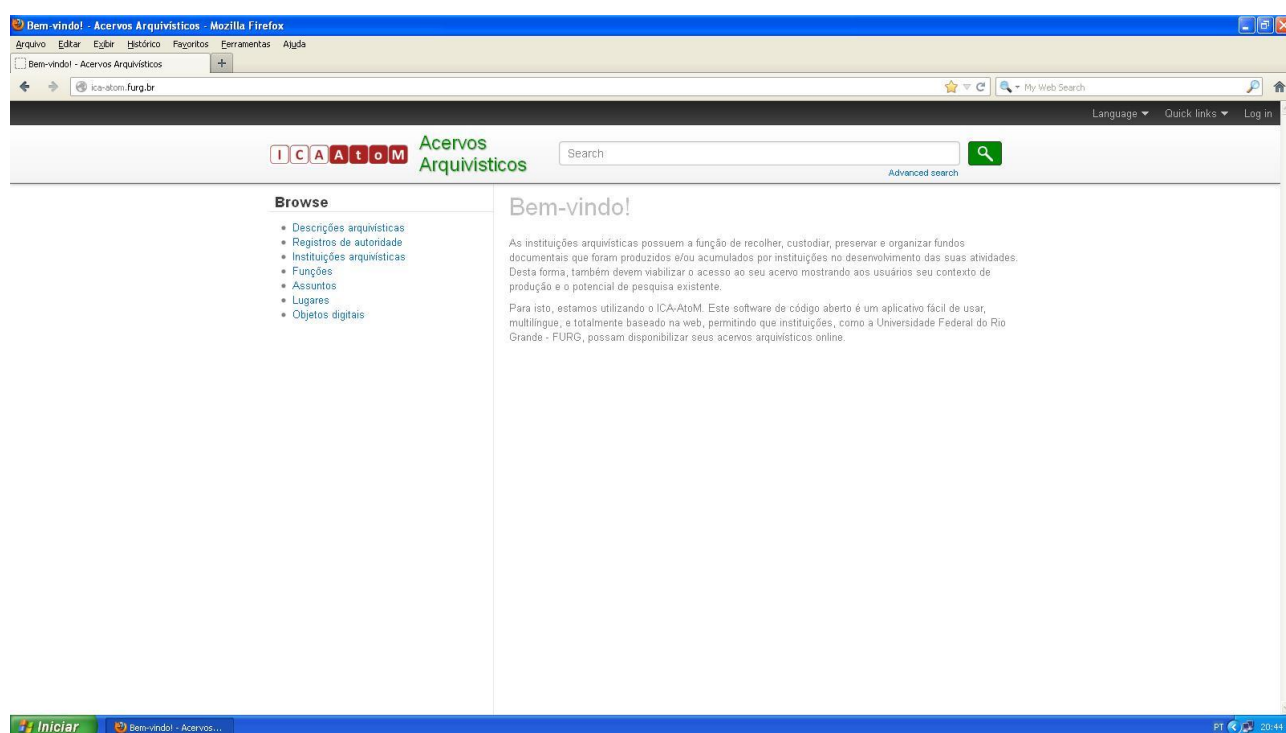 Bem-vindo! - Acervos Arquivísticos - Mozilla Firefox
Arquivo Editar Exibir Histórico Favoritos Ferramentas Ajuda
Bem-vindo! - Acervos Arquivísticos +
ica-atom.furg.br My Web Search
Language Quick links Log in
ICAAtoM Acervos
Arquivisticos
Search
Advanced search
Browse
Descrições arquivísticas
Registros de autoridade
Instituições arquivísticas
Funções
Assuntos
Lugares
Objetos digitais
Bem-vindo!
As instituições arquivísticas possuem a função de recolher, custodiar, preservar e organizar fundos
documentais que foram produzidos e/ou acumulados por instituições no desenvolvimento das suas atividades.
Desta forma, também devem viabilizar o acesso ao seu acervo mostrando aos usuários seu contexto de
produção e o potencial de pesquisa existente.
Para isto, estamos utilizando o ICA-AtoM. Este software de código aberto é um aplicativo fácil de usar,
multilíngue, e totalmente baseado na web, permitindo que instituições, como a Universidade Federal do Rio
Grande - FURG, possam disponibilizar seus acervos arquivísticos online.
Iniciar Bem-vindo! - Acervos... PT 20:44